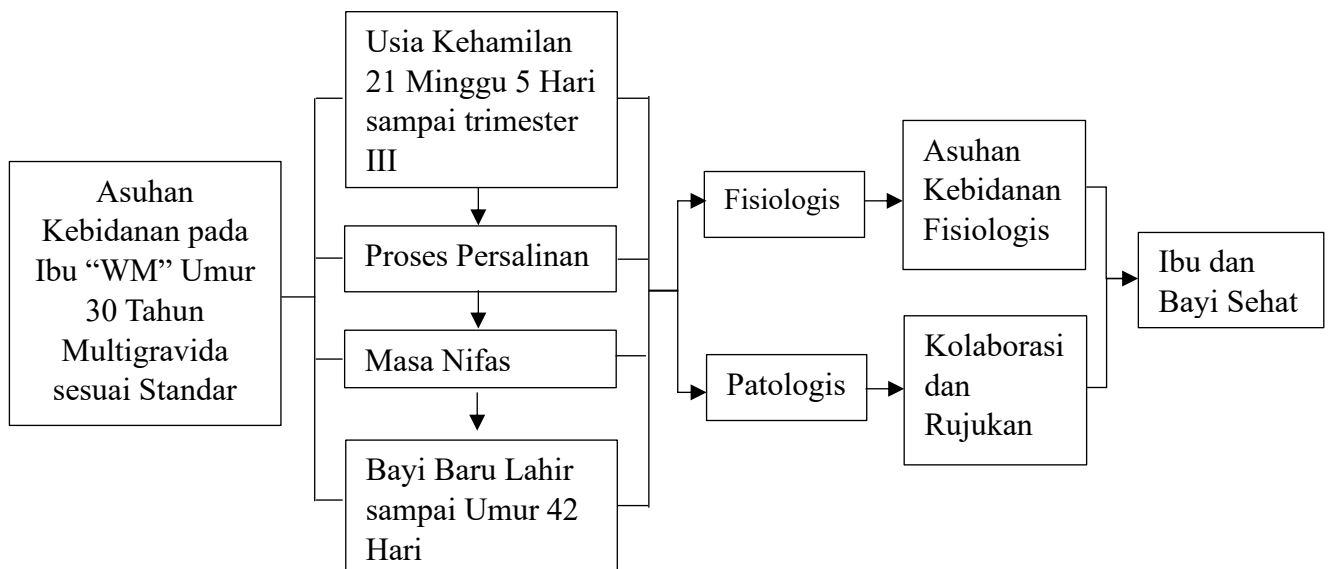 Asuhan
Kebidanan pada
Ibu “WM” Umur
30 Tahun
Multigravida
sesuai Standar
Usia Kehamilan
21 Minggu 5 Hari
sampai trimester
III
Proses Persalinan
Masa Nifas
Bayi Baru Lahir
sampai Umur 42
Hari
Fisiologis
Patologis
Asuhan
Kebidanan
Fisiologis
Kolaborasi
dan
Rujukan
Ibu dan
Bayi Sehat